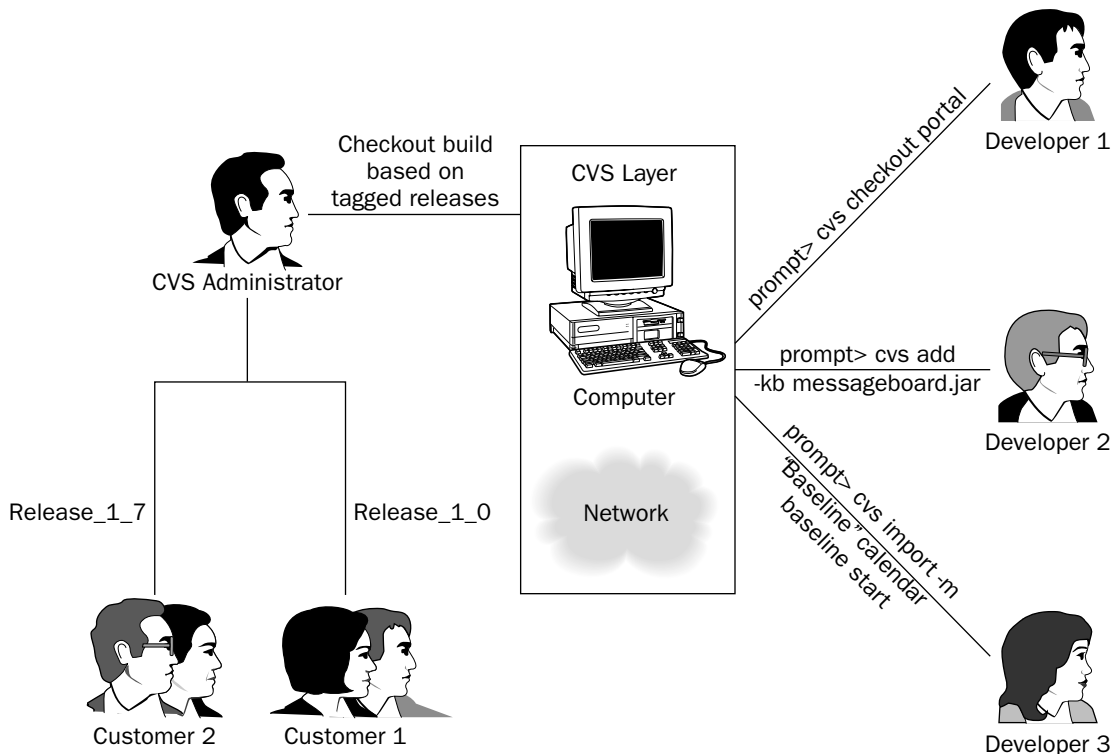 Developer 1
Checkout build
based on
tagged releases
CVS Layer
prompt> cvs checkout portal
CVS Administrator
prompt> cvs add
-kb messageboard.jar
Computer
Developer 2
prompt> cvs import -m
“Baseline” calendar
baseline start
Release_1_7
Release_1_0
Network
Customer 2
Customer 1
Developer 3